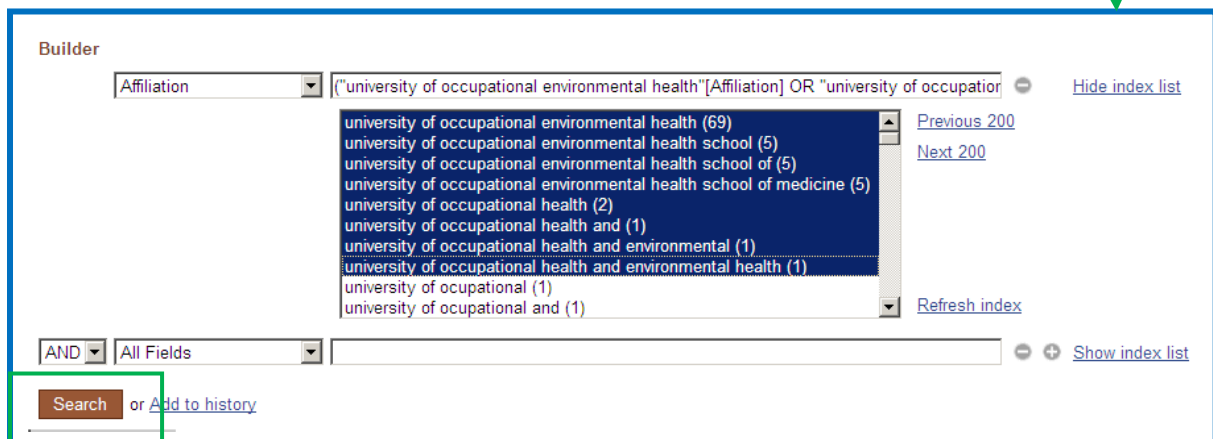 Builder
Affiliation ("university of occupational environmental health"[Affiliation] OR "university of occupation Hide index list
university of occupational environmental health (69) Previous 200
university of occupational environmental health school (5)
university of occupational environmental health school of (5) Next 200
university of occupational environmental health school of medicine (5)
university of occupational health (2)
university of occupational health and (1)
university of occupational health and environmental (1)
university of occupational health and environmental health (1)
university of ocupational (1)
university of ocupational and (1) Refresh index
AND All Fields Show index list
Search or Add to history